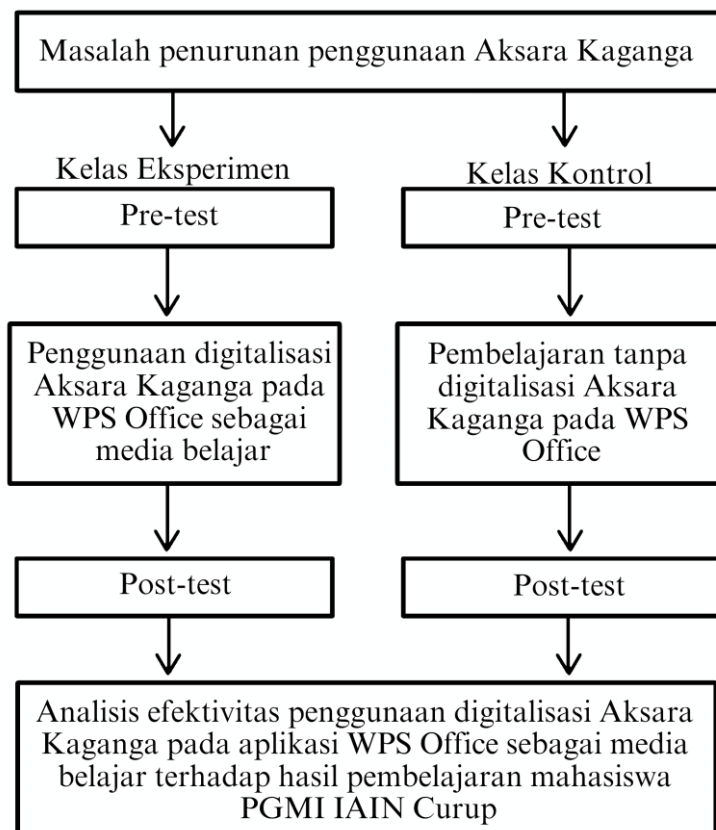 Masalah penurunan penggunaan Aksara Kaganga
Kelas Eksperimen
Pre-test
Penggunaan digitalisasi
Aksara Kaganga pada
WPS Office sebagai
media belajar
Post-test
Kelas Kontrol
Pre-test
Pembelajaran tanpa
digitalisasi Aksara
Kaganga pada WPS
Office
Post-test
Analisis efektivitas penggunaan digitalisasi Aksara
Kaganga pada aplikasi WPS Office sebagai media
belajar terhadap hasil pembelajaran mahasiswa
PGMI IAIN Curup